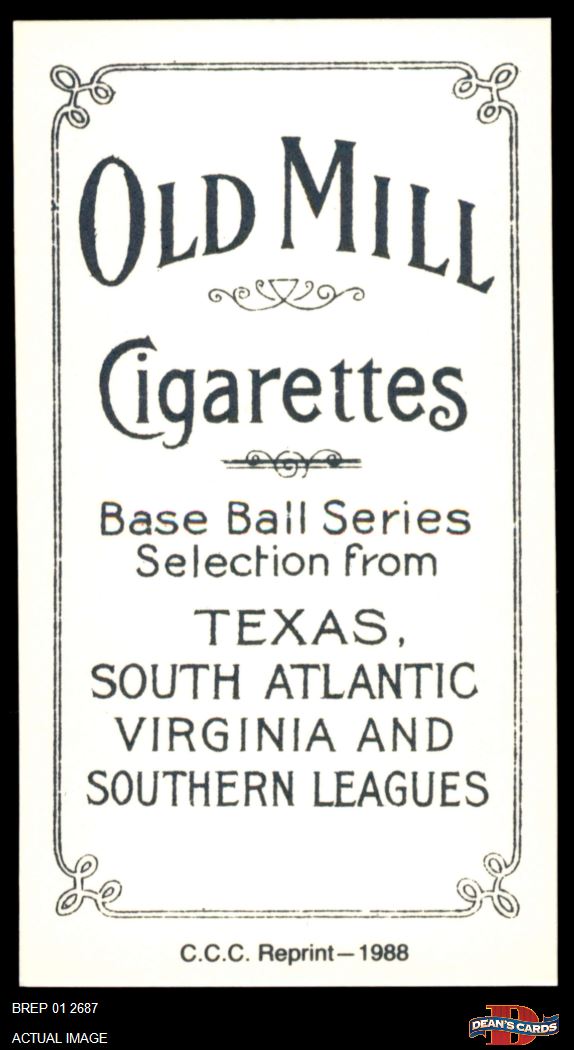 OLD MILL
Cigarettes
Base Ball Series
Selection from
TEXAS,
SOUTH ATLANTIC
VIRGINIA AND
SOUTHERN LEAGUES
C.C.C. Reprint—1988
BREP 01 2687
ACTUAL IMAGE
DEAN'S CARDS